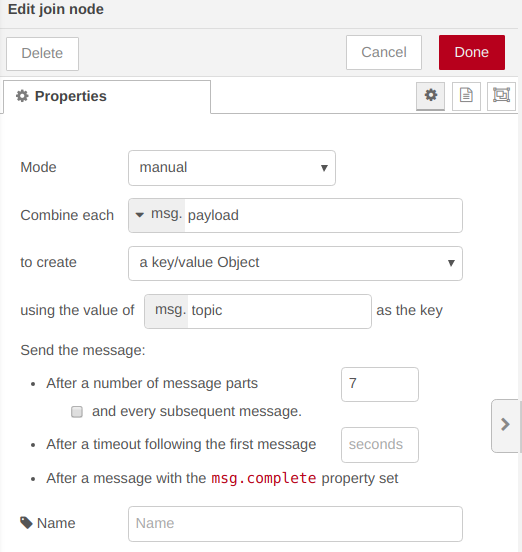 Edit join node
Delete Cancel Done
Properties
Mode manual
Combine each msg. payload
to create a key/value Object
using the value of msg. topic as the key
Send the message:
• After a number of message parts 7
and every subsequent message.
• After a timeout following the first message seconds
• After a message with the msg.complete property set
Name Name